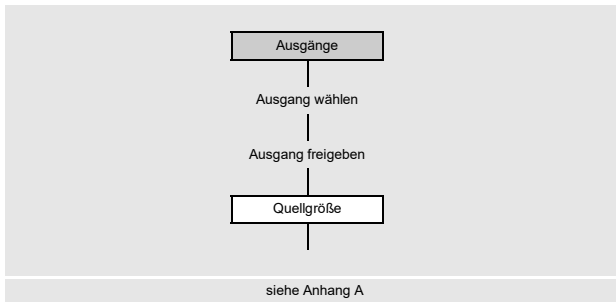 Ausgänge
Ausgang wählen
Ausgang freigeben
Quellgröße
siehe Anhang A